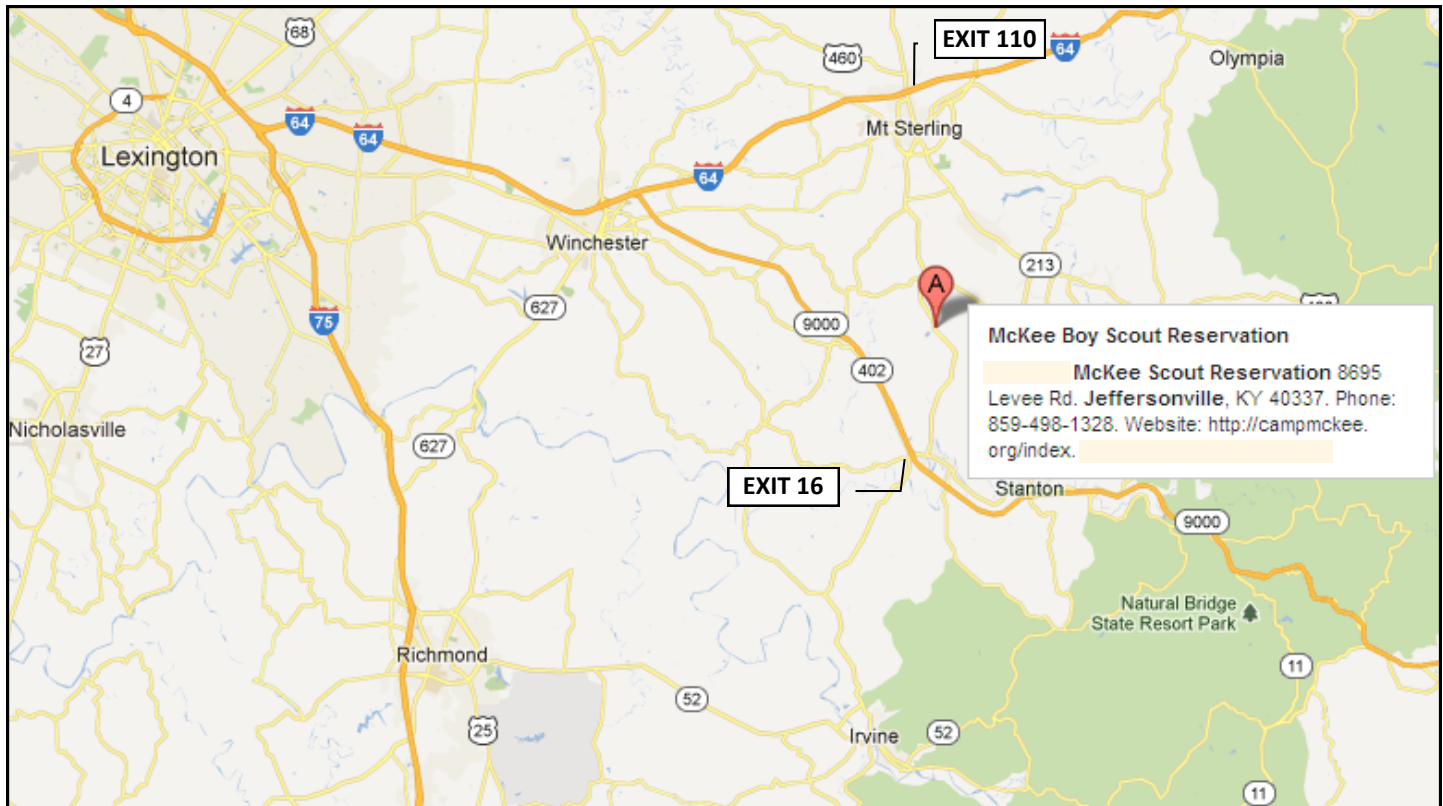 68
EXIT 110
460
64
Olympia
4
64
64
Mt Sterling
Lexington
64
Winchester
213
A
627
9000
75
McKee Boy Scout Reservation
27
McKee Scout Reservation 8695
402
Levee Rd. Jeffersonville, KY 40337. Phone:
859-498-1328. Website: http://campmckee.
Nicholasville
627
org/index.
EXIT 16
Stanton
9000
Natural Bridge
State Resort Park
Richmond
11
52
25
Irvine
52
11